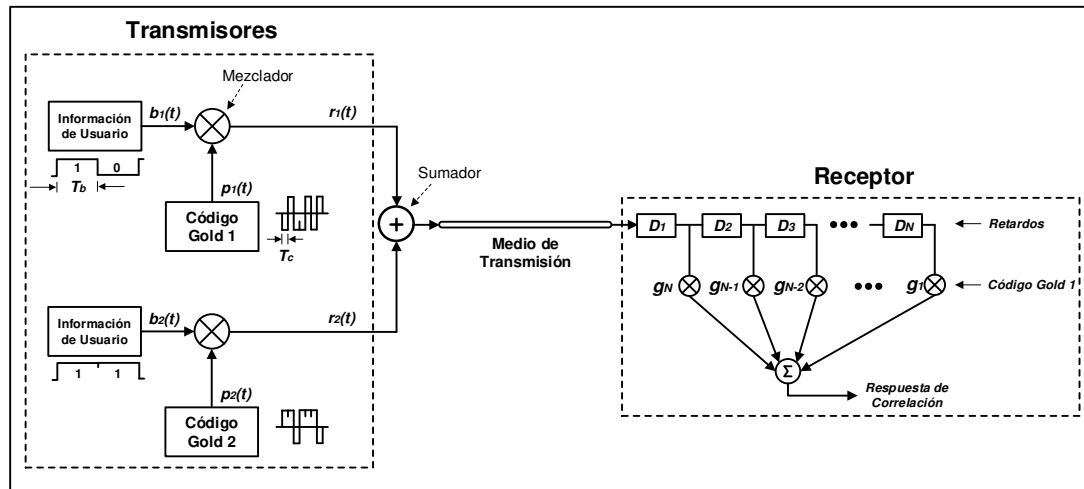 Transmisores
Mezclador
Información
de Usuario
b1(t)
r1(t)
1 0
Tb
p1(t)
Código
Gold 1
Tc
Sumador
+
Medio de
Transmisión
Información
de Usuario
b2(t)
r2(t)
1 1
p2(t)
Código
Gold 2
Receptor
D1 D2 D3 ••• DN
Retardos
gN gN-1 gN-2 ••• g1
Código Gold 1
Σ
Respuesta de
Correlación